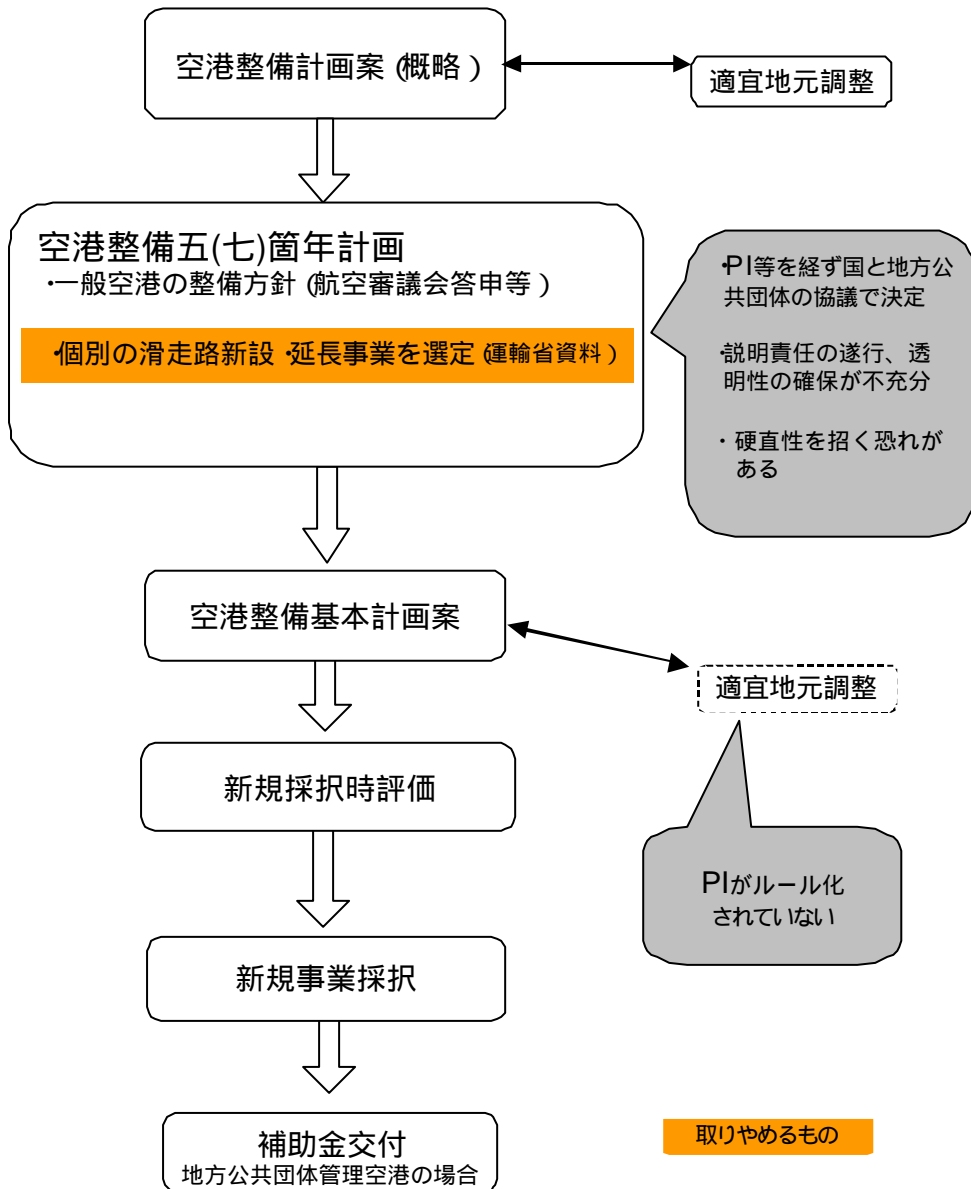 空港整備計画案（概略）
適宜地元調整
空港整備五(七)箇年計画
・一般空港の整備方針（航空審議会答申等）
・個別の滑走路新設・延長事業を選定（運輸省資料）
・PI等を経ず国と地方公
共団体の協議で決定
・説明責任の遂行、透
明性の確保が不充分
・硬直性を招く恐れが
ある
空港整備基本計画案
適宜地元調整
新規採択時評価
PIがルール化
されていない
新規事業採択
補助金交付
地方公共団体管理空港の場合
取りやめるもの